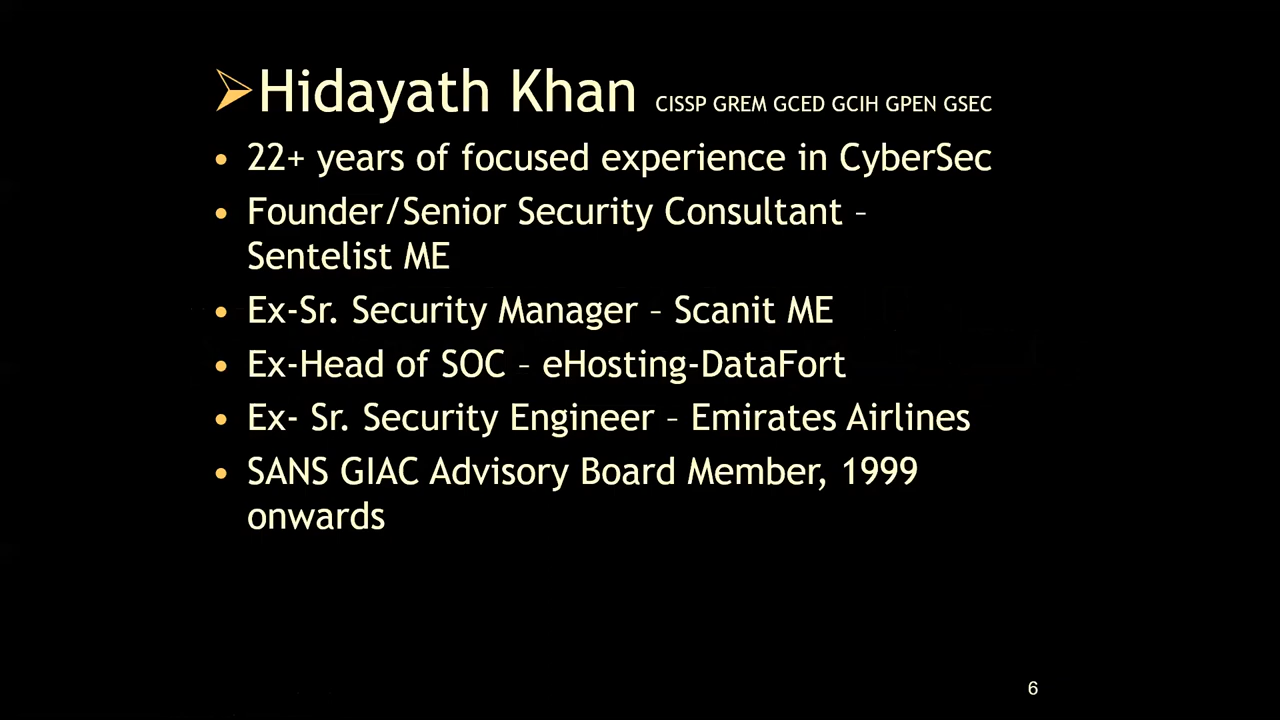 ➢Hidayath Khan CISSP GREM GCED GCIH GPEN GSEC
• 22+ years of focused experience in CyberSec
• Founder/Senior Security Consultant –
Sentelist ME
• Ex-Sr. Security Manager – Scanit ME
• Ex-Head of SOC – eHosting-DataFort
• Ex- Sr. Security Engineer – Emirates Airlines
• SANS GIAC Advisory Board Member, 1999
onwards
6